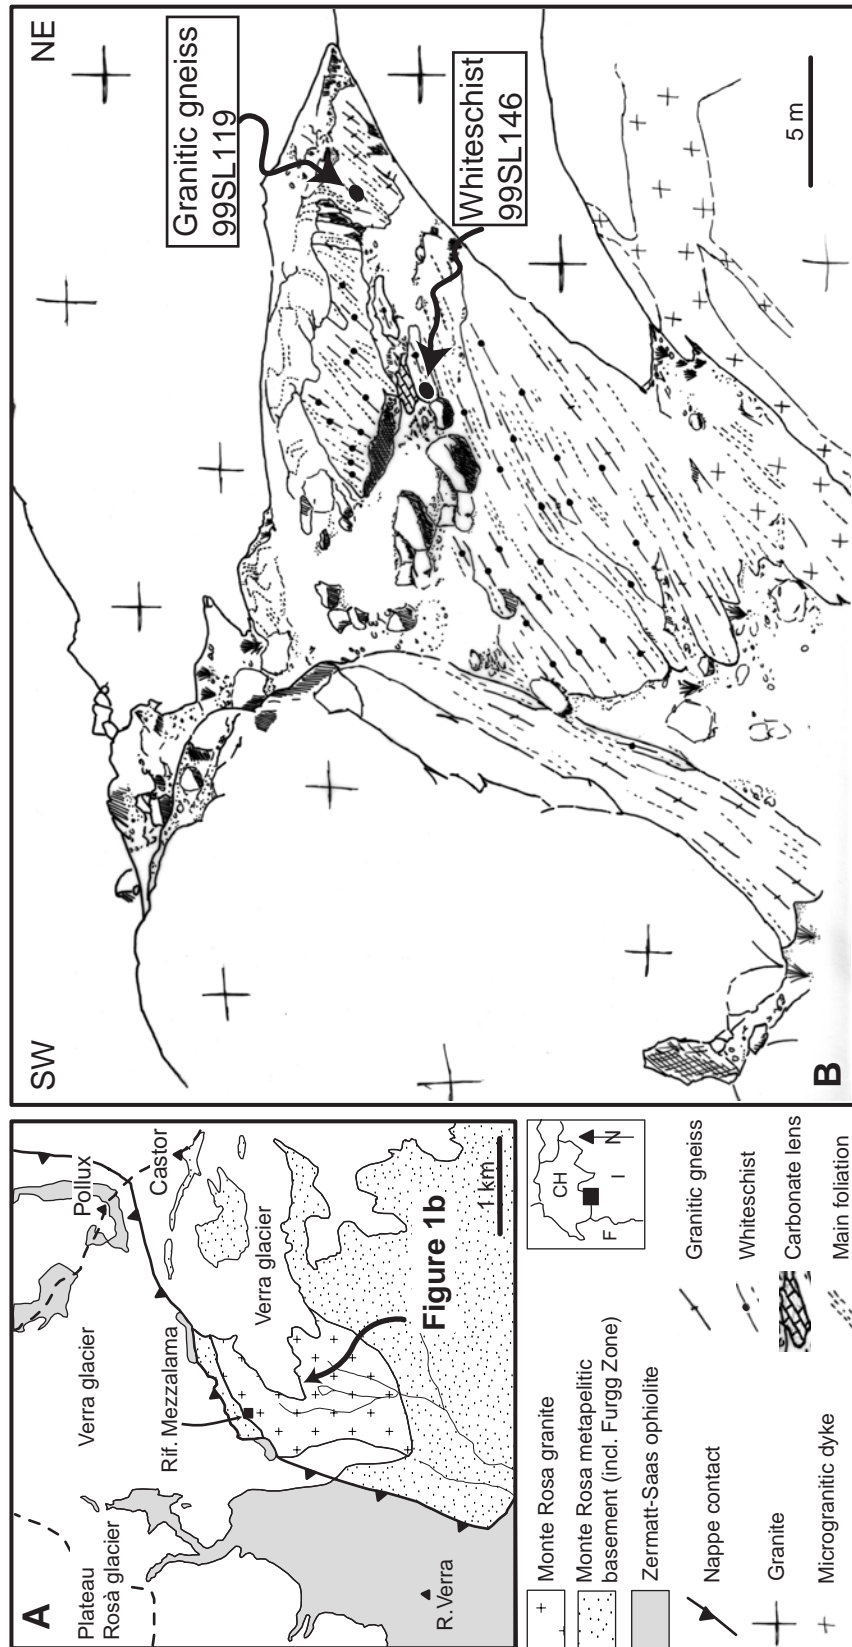 A
Plateau
Rosà glacier
Verra glacier
Pollux
Castor
Rif. Mezzalama
Verra glacier
R. Verra
Figure 1b
1 km
Monte Rosa granite
Monte Rosa metapelitic
basement (incl. Furgg Zone)
Zermatt-Saas ophiolite
Nappe contact
Granite
Microgranitic dyke
CH
F
I
N
Granitic gneiss
Whiteschist
Carbonate lens
Main foliation
SW
NE
Granitic gneiss
99SL119
Whiteschist
99SL146
5 m
B